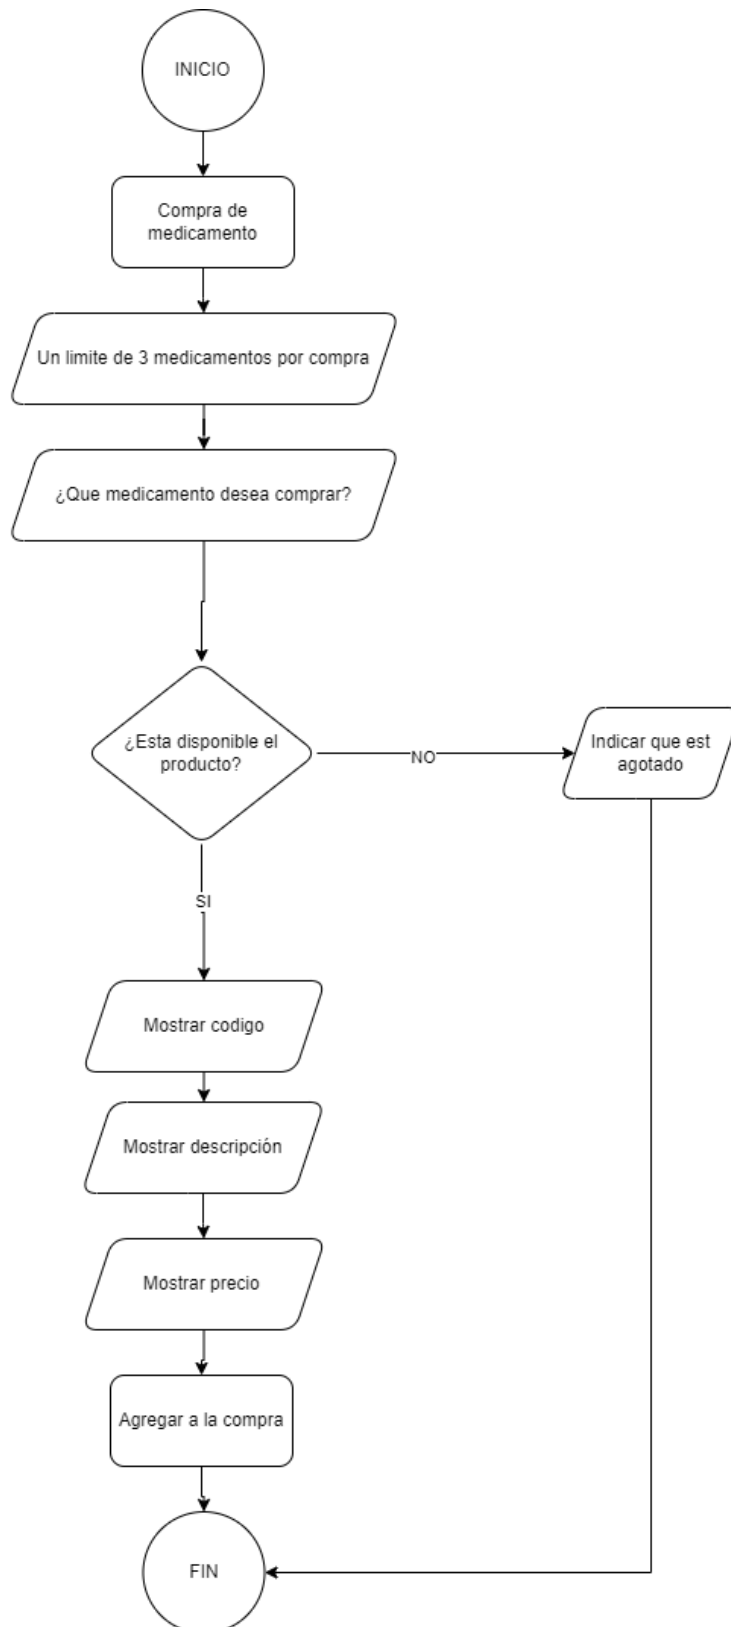 INICIO
Compra de
medicamento
Un limite de 3 medicamentos por compra
¿Que medicamento desea comprar?
¿Esta disponible el
producto?
NO
Indicar que est
agotado
SI
Mostrar codigo
Mostrar descripción
Mostrar precio
Agregar a la compra
FIN